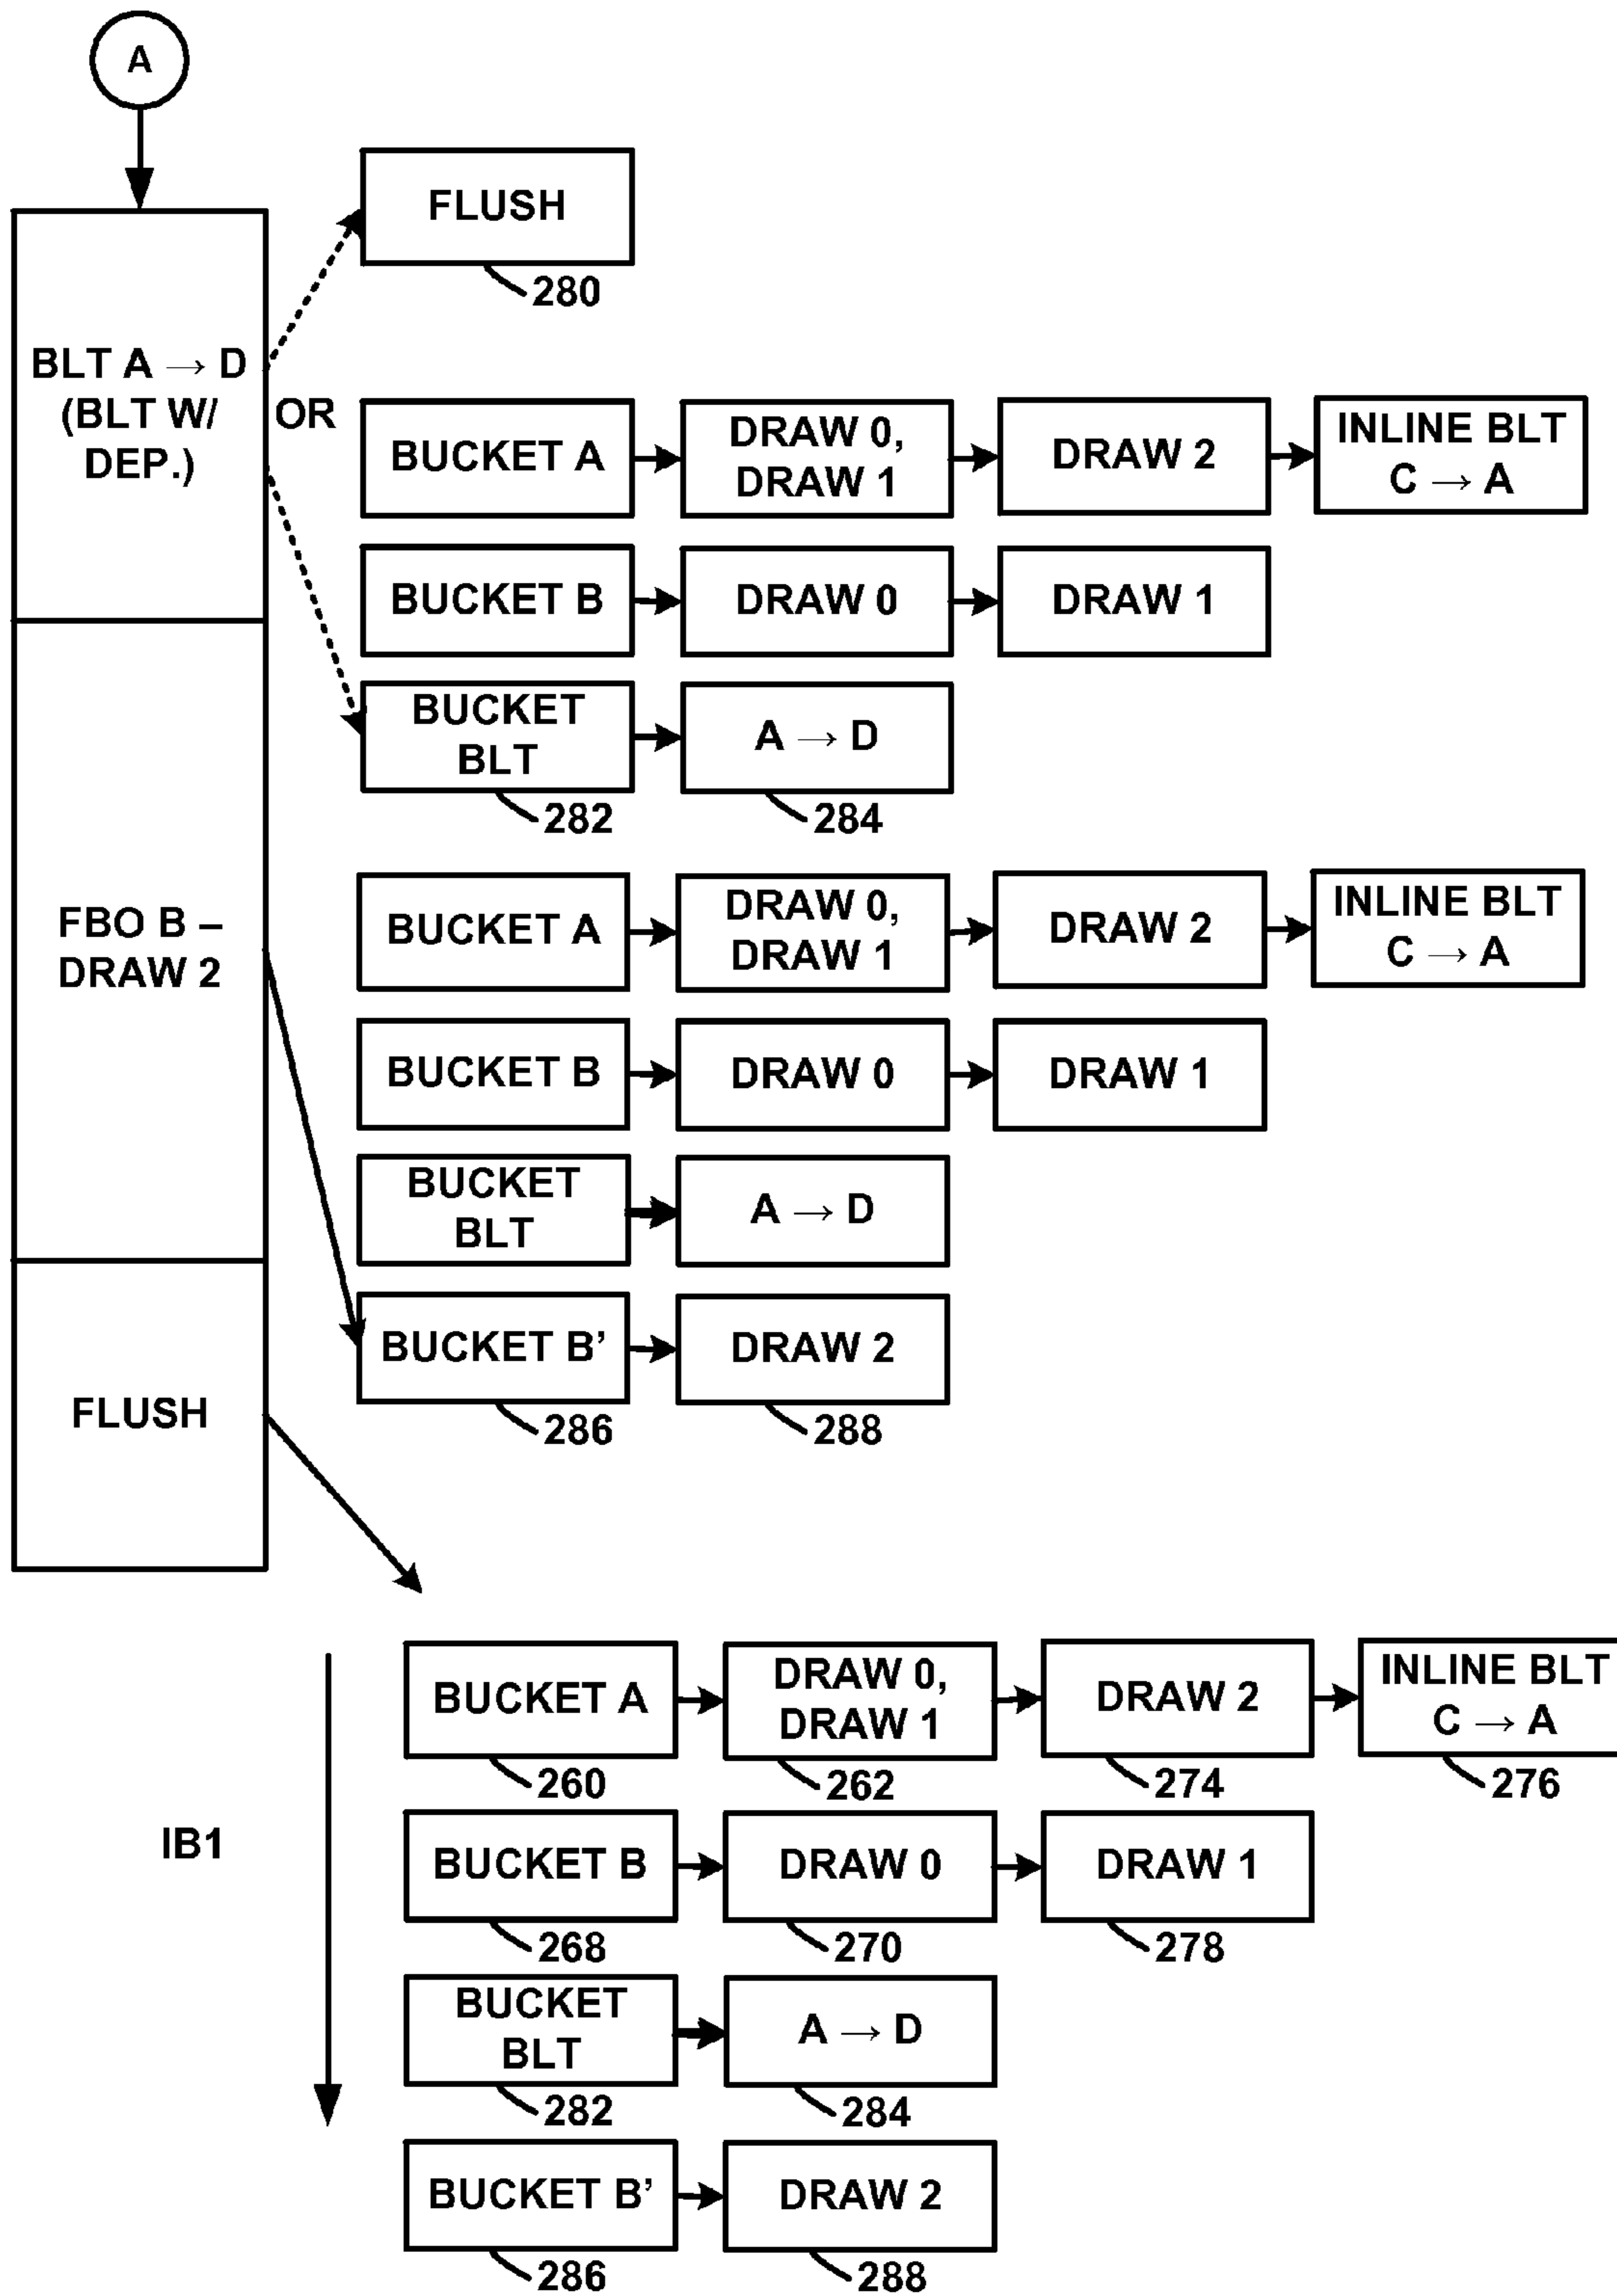 A
FLUSH
280
BLT A → D
(BLT W/
DEP.)
OR
BUCKET A
DRAW 0,
DRAW 1
DRAW 2
INLINE BLT
C → A
BUCKET B
DRAW 0
DRAW 1
BUCKET
BLT
A → D
282
284
FBO B –
DRAW 2
BUCKET A
DRAW 0,
DRAW 1
DRAW 2
INLINE BLT
C → A
BUCKET B
DRAW 0
DRAW 1
BUCKET
BLT
A → D
BUCKET B’
DRAW 2
286
288
FLUSH
IB1
BUCKET A
DRAW 0,
DRAW 1
DRAW 2
INLINE BLT
C → A
260
262
274
276
BUCKET B
DRAW 0
DRAW 1
268
270
278
BUCKET
BLT
A → D
282
284
BUCKET B’
DRAW 2
286
288